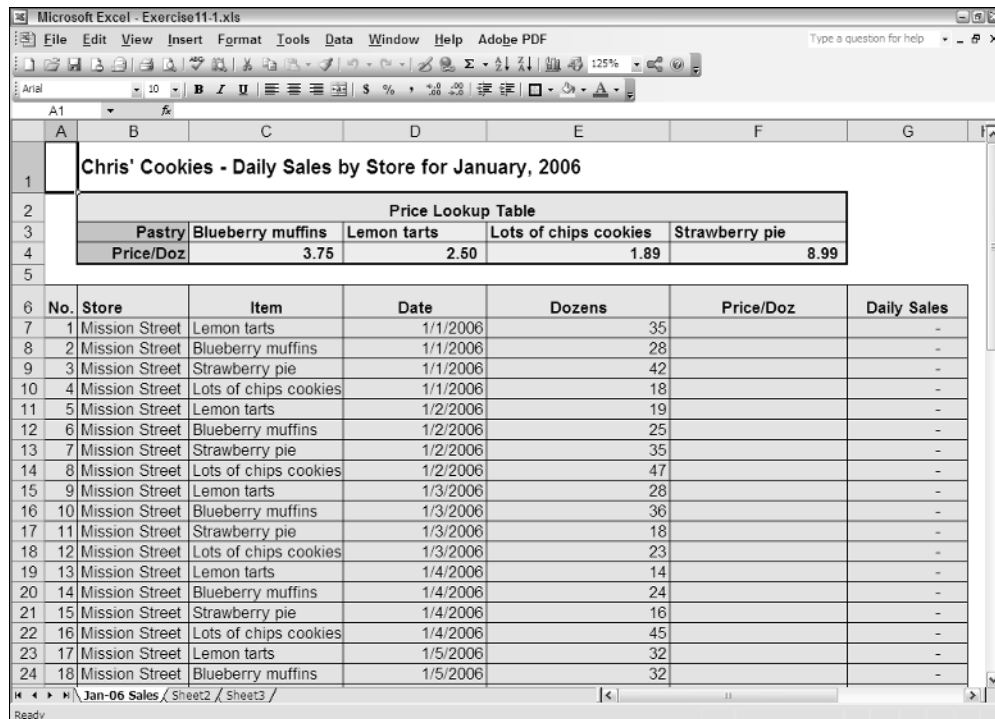 Microsoft Excel - Exercise11-1.xls
File Edit View Insert Format Tools Data Window Help Adobe PDF Type a question for help
125%
Arial 10 B I U $ % , A
A1 fx
A B C D E F G
1 Chris' Cookies - Daily Sales by Store for January, 2006
2 Price Lookup Table
3 Pastry Blueberry muffins Lemon tarts Lots of chips cookies Strawberry pie
4 Price/Doz 3.75 2.50 1.89 8.99
5
6 No. Store Item Date Dozens Price/Doz Daily Sales
7 1 Mission Street Lemon tarts 1/1/2006 35 -
8 2 Mission Street Blueberry muffins 1/1/2006 28 -
9 3 Mission Street Strawberry pie 1/1/2006 42 -
10 4 Mission Street Lots of chips cookies 1/1/2006 18 -
11 5 Mission Street Lemon tarts 1/2/2006 19 -
12 6 Mission Street Blueberry muffins 1/2/2006 25 -
13 7 Mission Street Strawberry pie 1/2/2006 35 -
14 8 Mission Street Lots of chips cookies 1/2/2006 47 -
15 9 Mission Street Lemon tarts 1/3/2006 28 -
16 10 Mission Street Blueberry muffins 1/3/2006 36 -
17 11 Mission Street Strawberry pie 1/3/2006 18 -
18 12 Mission Street Lots of chips cookies 1/3/2006 23 -
19 13 Mission Street Lemon tarts 1/4/2006 14 -
20 14 Mission Street Blueberry muffins 1/4/2006 24 -
21 15 Mission Street Strawberry pie 1/4/2006 16 -
22 16 Mission Street Lots of chips cookies 1/4/2006 45 -
23 17 Mission Street Lemon tarts 1/5/2006 32 -
24 18 Mission Street Blueberry muffins 1/5/2006 32 -
Jan-06 Sales / Sheet2 / Sheet3 /
Ready